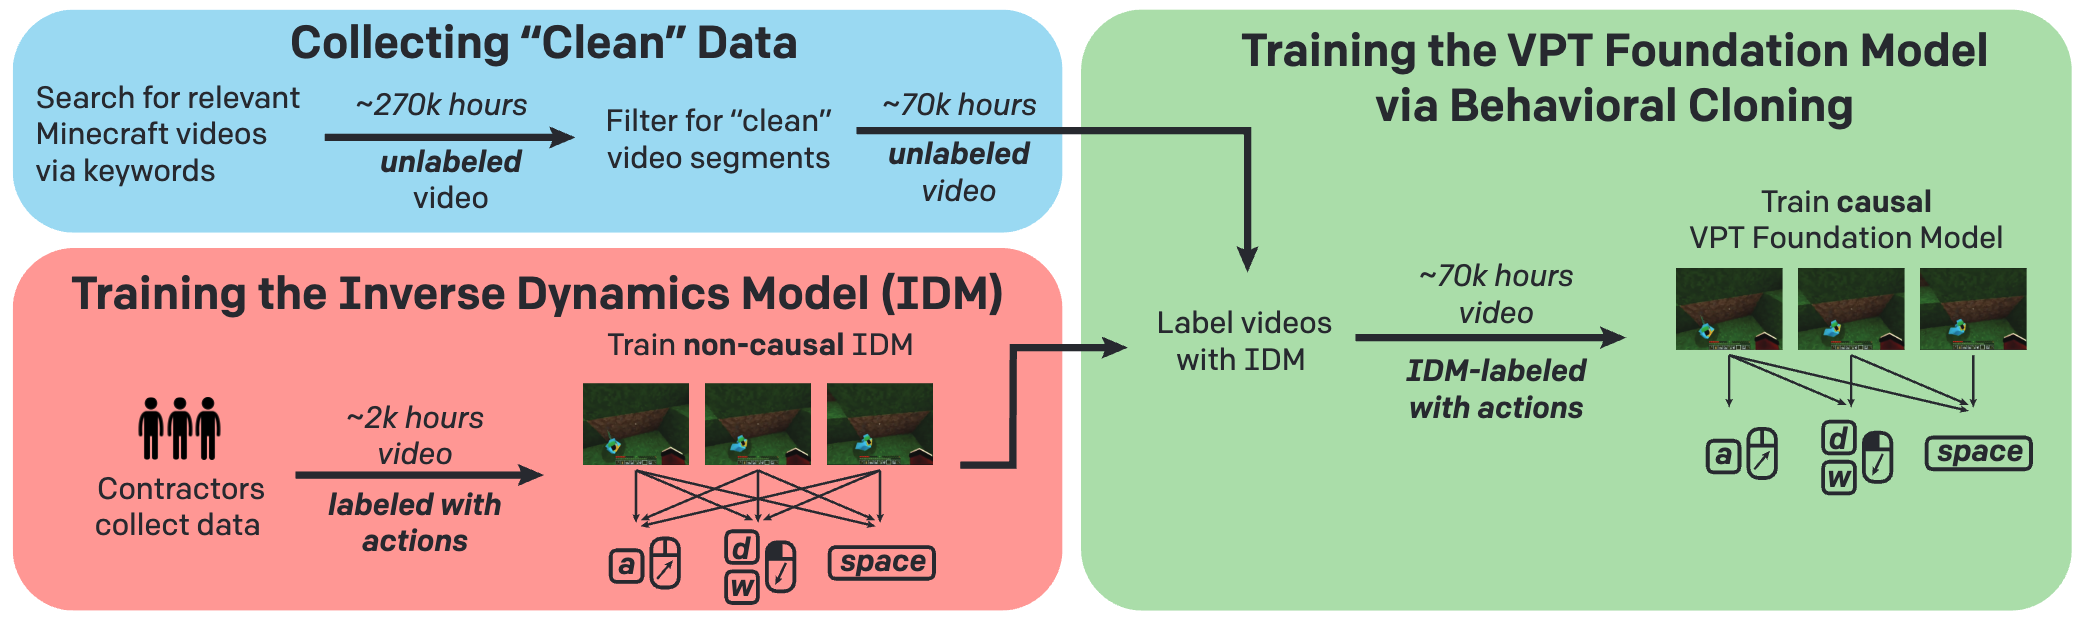 Collecting “Clean” Data
Search for relevant
Minecraft videos
via keywords
~270k hours
unlabeled
video
Filter for “clean”
video segments
~70k hours
unlabeled
video
Training the Inverse Dynamics Model (IDM)
Train non-causal IDM
Contractors
collect data
~2k hours
video
labeled with
actions
a
d
w
space
Training the VPT Foundation Model
via Behavioral Cloning
Label videos
with IDM
~70k hours
video
IDM-labeled
with actions
Train causal
VPT Foundation Model
a
d
w
space